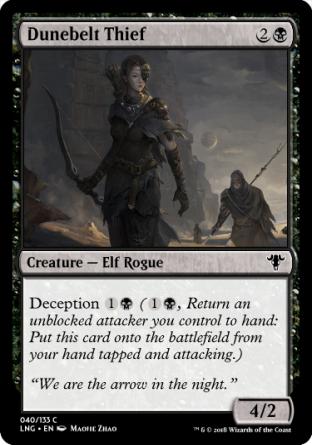 Dunebelt Thief 2
Creature — Elf Rogue
Deception 1 ( 1 , Return an
unblocked attacker you control to hand:
Put this card onto the battlefield from
your hand tapped and attacking.)
“We are the arrow in the night.”
4/2
040/133 C
LNG • EN Maofie Zhao ™ & © 2018 Wizards of the Coast